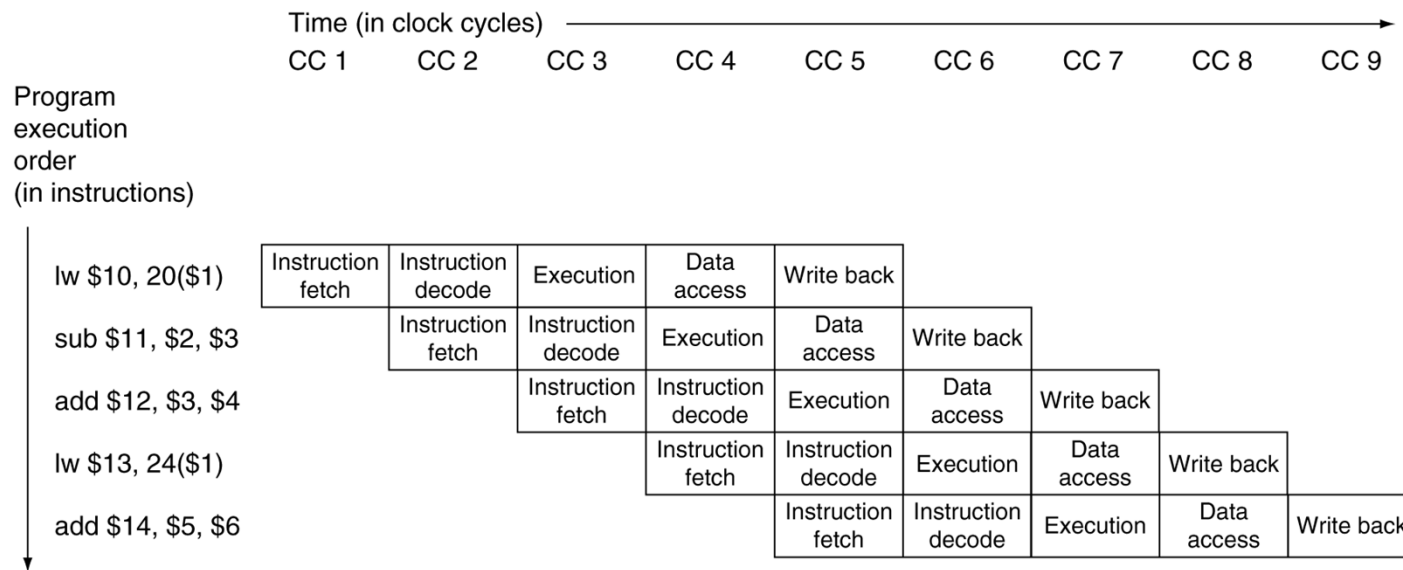 Time (in clock cycles)
CC 1 CC 2 CC 3 CC 4 CC 5 CC 6 CC 7 CC 8 CC 9
Program
execution
order
(in instructions)
lw $10, 20($1) Instruction fetch Instruction decode Execution Data access Write back
sub $11, $2, $3 Instruction fetch Instruction decode Execution Data access Write back
add $12, $3, $4 Instruction fetch Instruction decode Execution Data access Write back
lw $13, 24($1) Instruction fetch Instruction decode Execution Data access Write back
add $14, $5, $6 Instruction fetch Instruction decode Execution Data access Write back